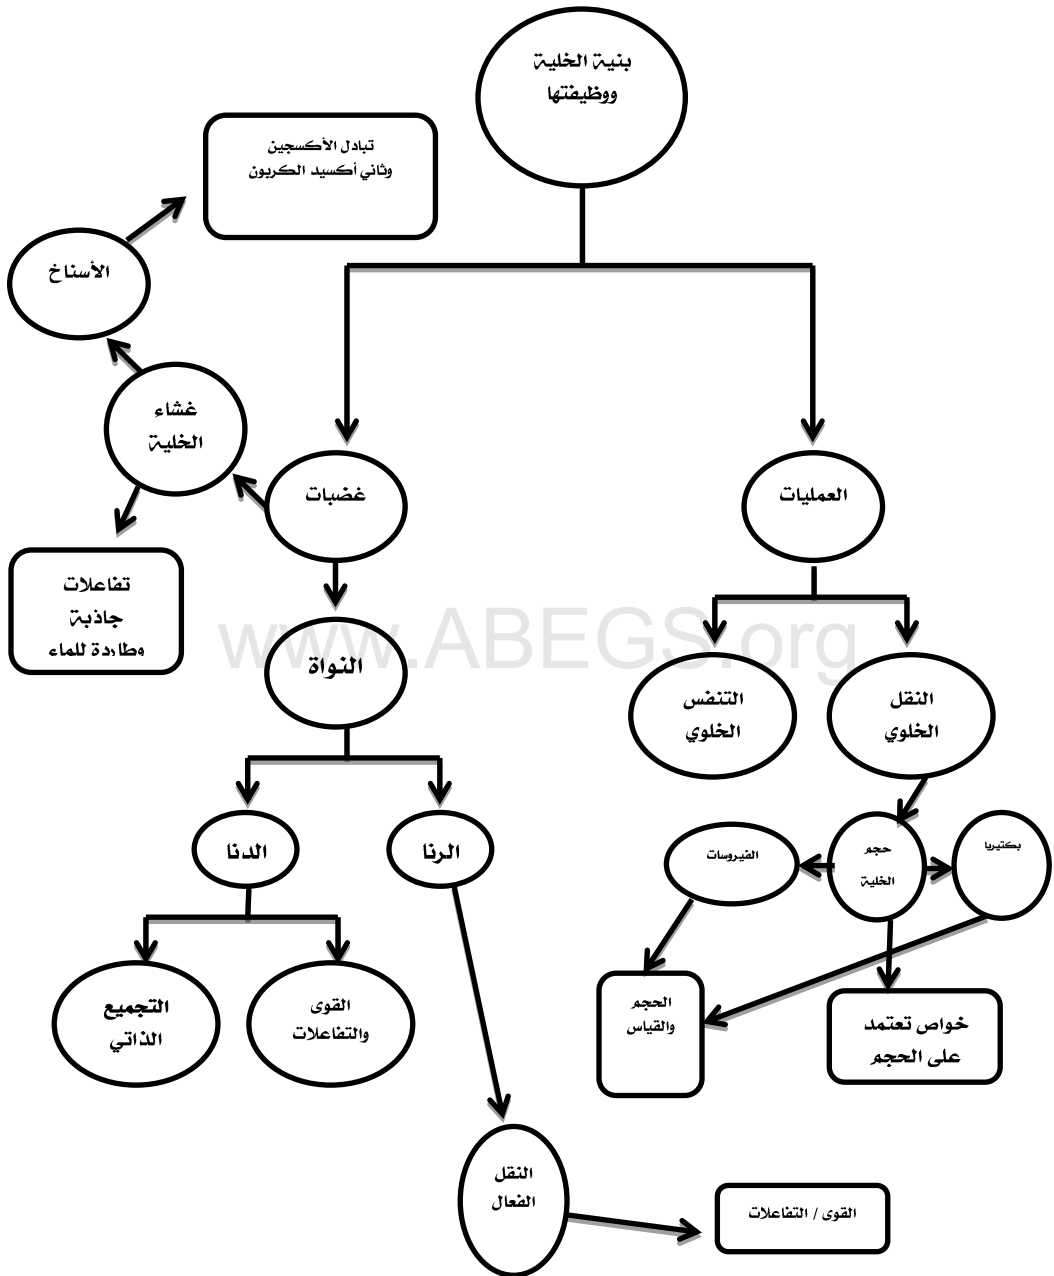 بنية الخلية
ووظيفتها
تبادل الأكسجين
وثاني أكسيد الكربون
الأسناخ
غشاء
الخلية
غضبات
العمليات
تفاعلات
جاذبة
وطاردة للماء
www.ABEGS.org
النواة
التنفس
الخلوي
النقل
الخلوي
الدنا
الرنا
الفيروسات
حجم
الخلية
بكتيريا
التجميع
الذاتي
القوى
والتفاعلات
الحجم
والقياس
خواص تعتمد
على الحجم
النقل
الفعال
القوى / التفاعلات